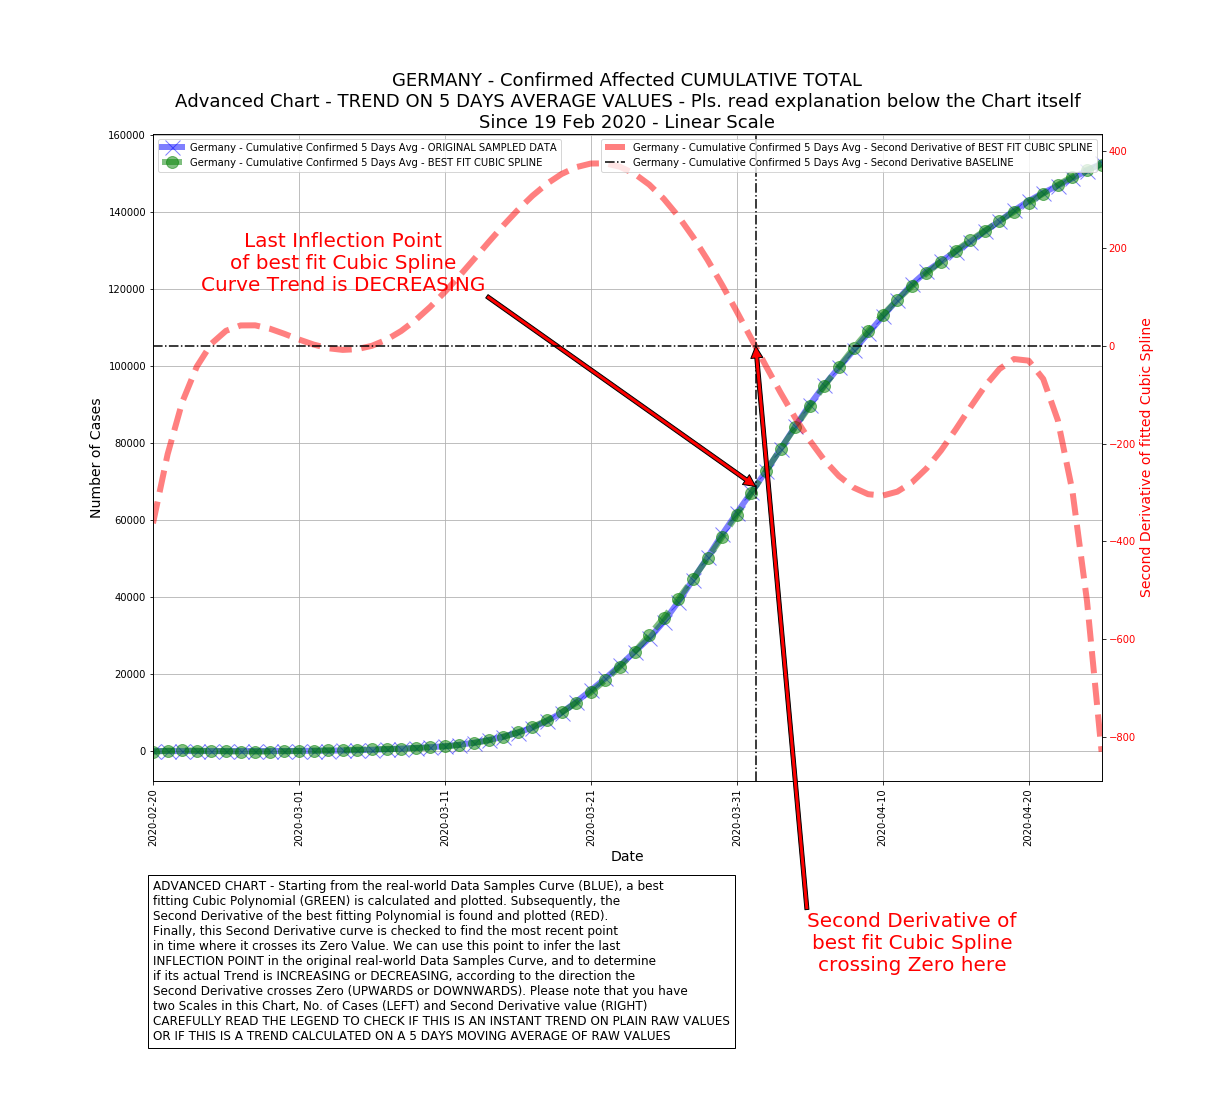 GERMANY - Confirmed Affected CUMULATIVE TOTAL
Advanced Chart - TREND ON 5 DAYS AVERAGE VALUES - Pls. read explanation below the Chart itself
Since 19 Feb 2020 - Linear Scale
Germany - Cumulative Confirmed 5 Days Avg - ORIGINAL SAMPLED DATA
Germany - Cumulative Confirmed 5 Days Avg - BEST FIT CUBIC SPLINE
Germany - Cumulative Confirmed 5 Days Avg - Second Derivative of BEST FIT CUBIC SPLINE
Germany - Cumulative Confirmed 5 Days Avg - Second Derivative BASELINE
Last Inflection Point
of best fit Cubic Spline
Curve Trend is DECREASING
Number of Cases
160000
140000
120000
100000
80000
60000
40000
20000
0
400
200
0
−200
−400
−600
−800
Second Derivative of fitted Cubic Spline
2020-02-20
2020-03-01
2020-03-11
2020-03-21
2020-03-31
2020-04-10
2020-04-20
Date
Second Derivative of
best fit Cubic Spline
crossing Zero here
ADVANCED CHART - Starting from the real-world Data Samples Curve (BLUE), a best
fitting Cubic Polynomial (GREEN) is calculated and plotted. Subsequently, the
Second Derivative of the best fitting Polynomial is found and plotted (RED).
Finally, this Second Derivative curve is checked to find the most recent point
in time where it crosses its Zero Value. We can use this point to infer the last
INFLECTION POINT in the original real-world Data Samples Curve, and to determine
if its actual Trend is INCREASING or DECREASING, according to the direction the
Second Derivative crosses Zero (UPWARDS or DOWNWARDS). Please note that you have
two Scales in this Chart, No. of Cases (LEFT) and Second Derivative value (RIGHT)
CAREFULLY READ THE LEGEND TO CHECK IF THIS IS AN INSTANT TREND ON PLAIN RAW VALUES
OR IF THIS IS A TREND CALCULATED ON A 5 DAYS MOVING AVERAGE OF RAW VALUES